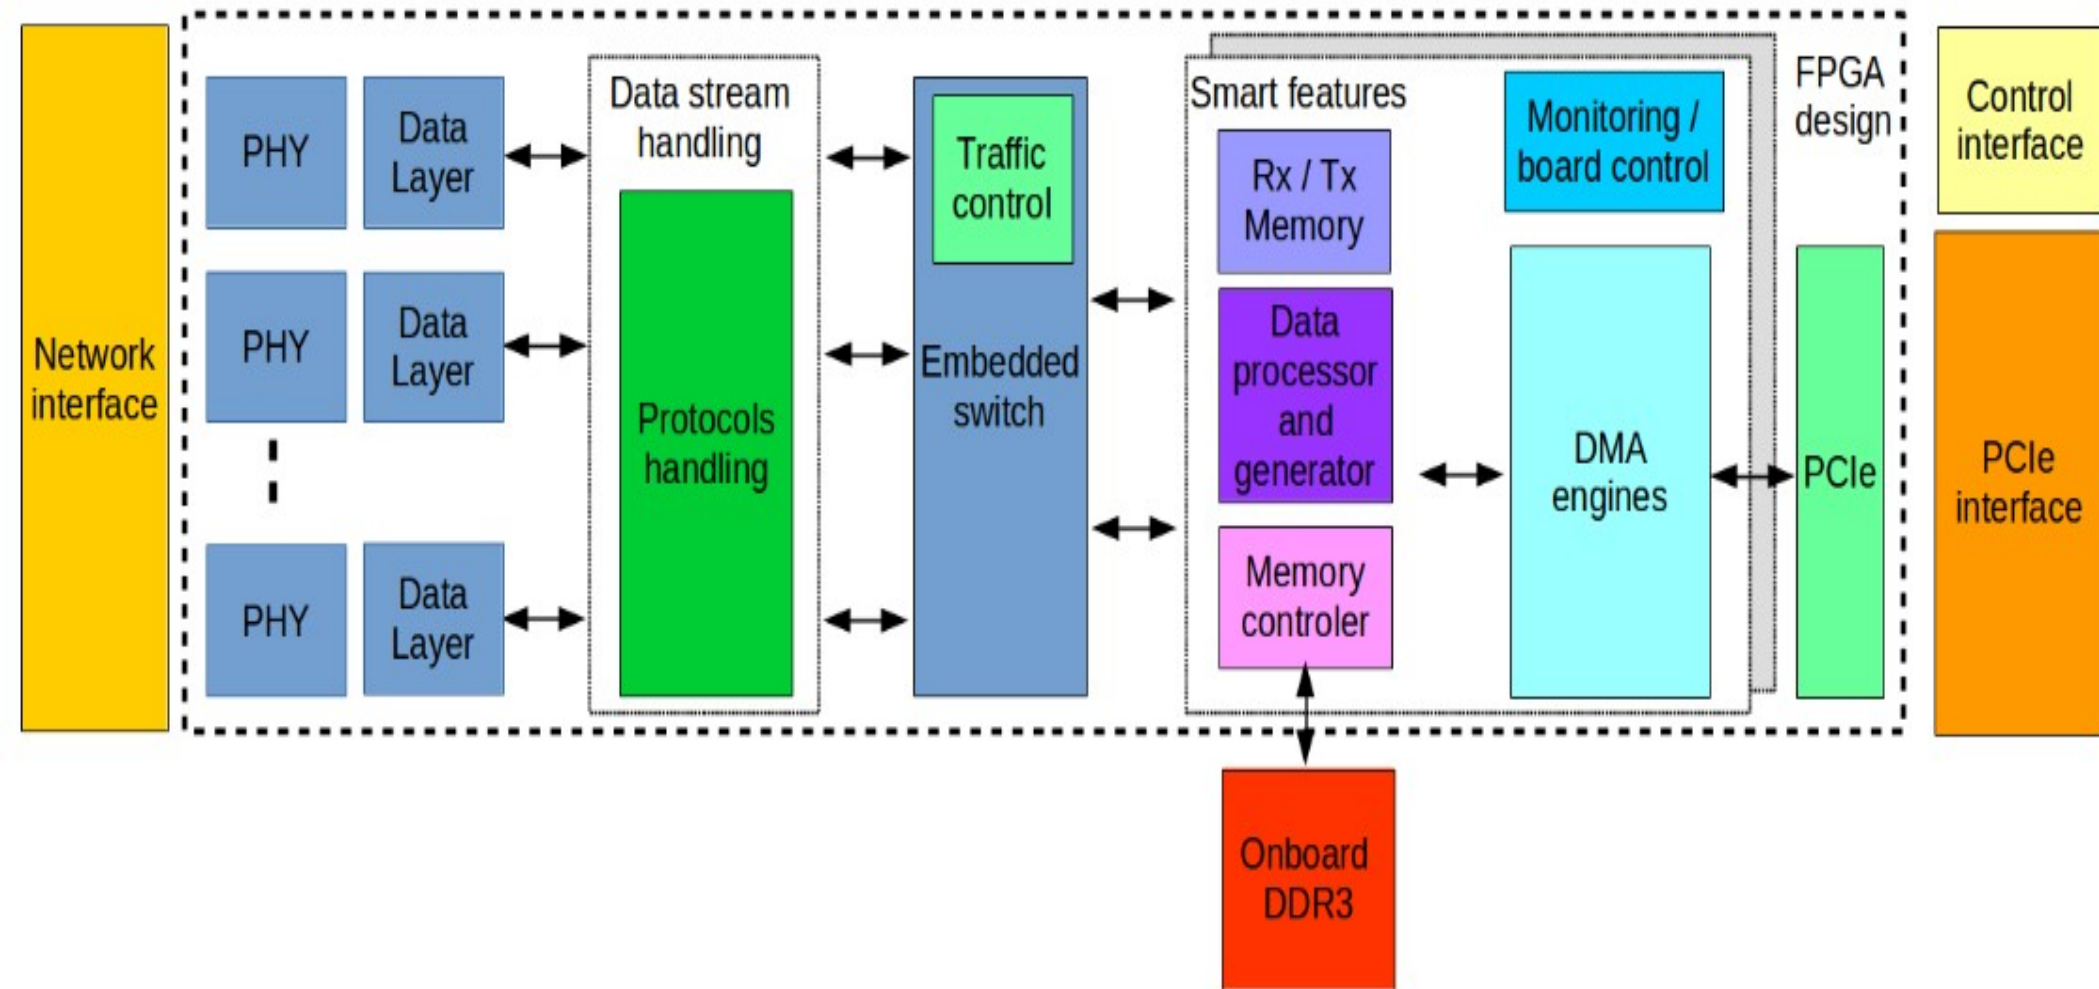 Network
interface
PHY
Data
Layer
PHY
Data
Layer
PHY
Data
Layer
Data stream
handling
Protocols
handling
Traffic
control
Embedded
switch
Smart features
Rx / Tx
Memory
Data
processor
and
generator
Memory
controler
Monitoring /
board control
DMA
engines
FPGA
design
PCIe
Control
interface
PCIe
interface
Onboard
DDR3